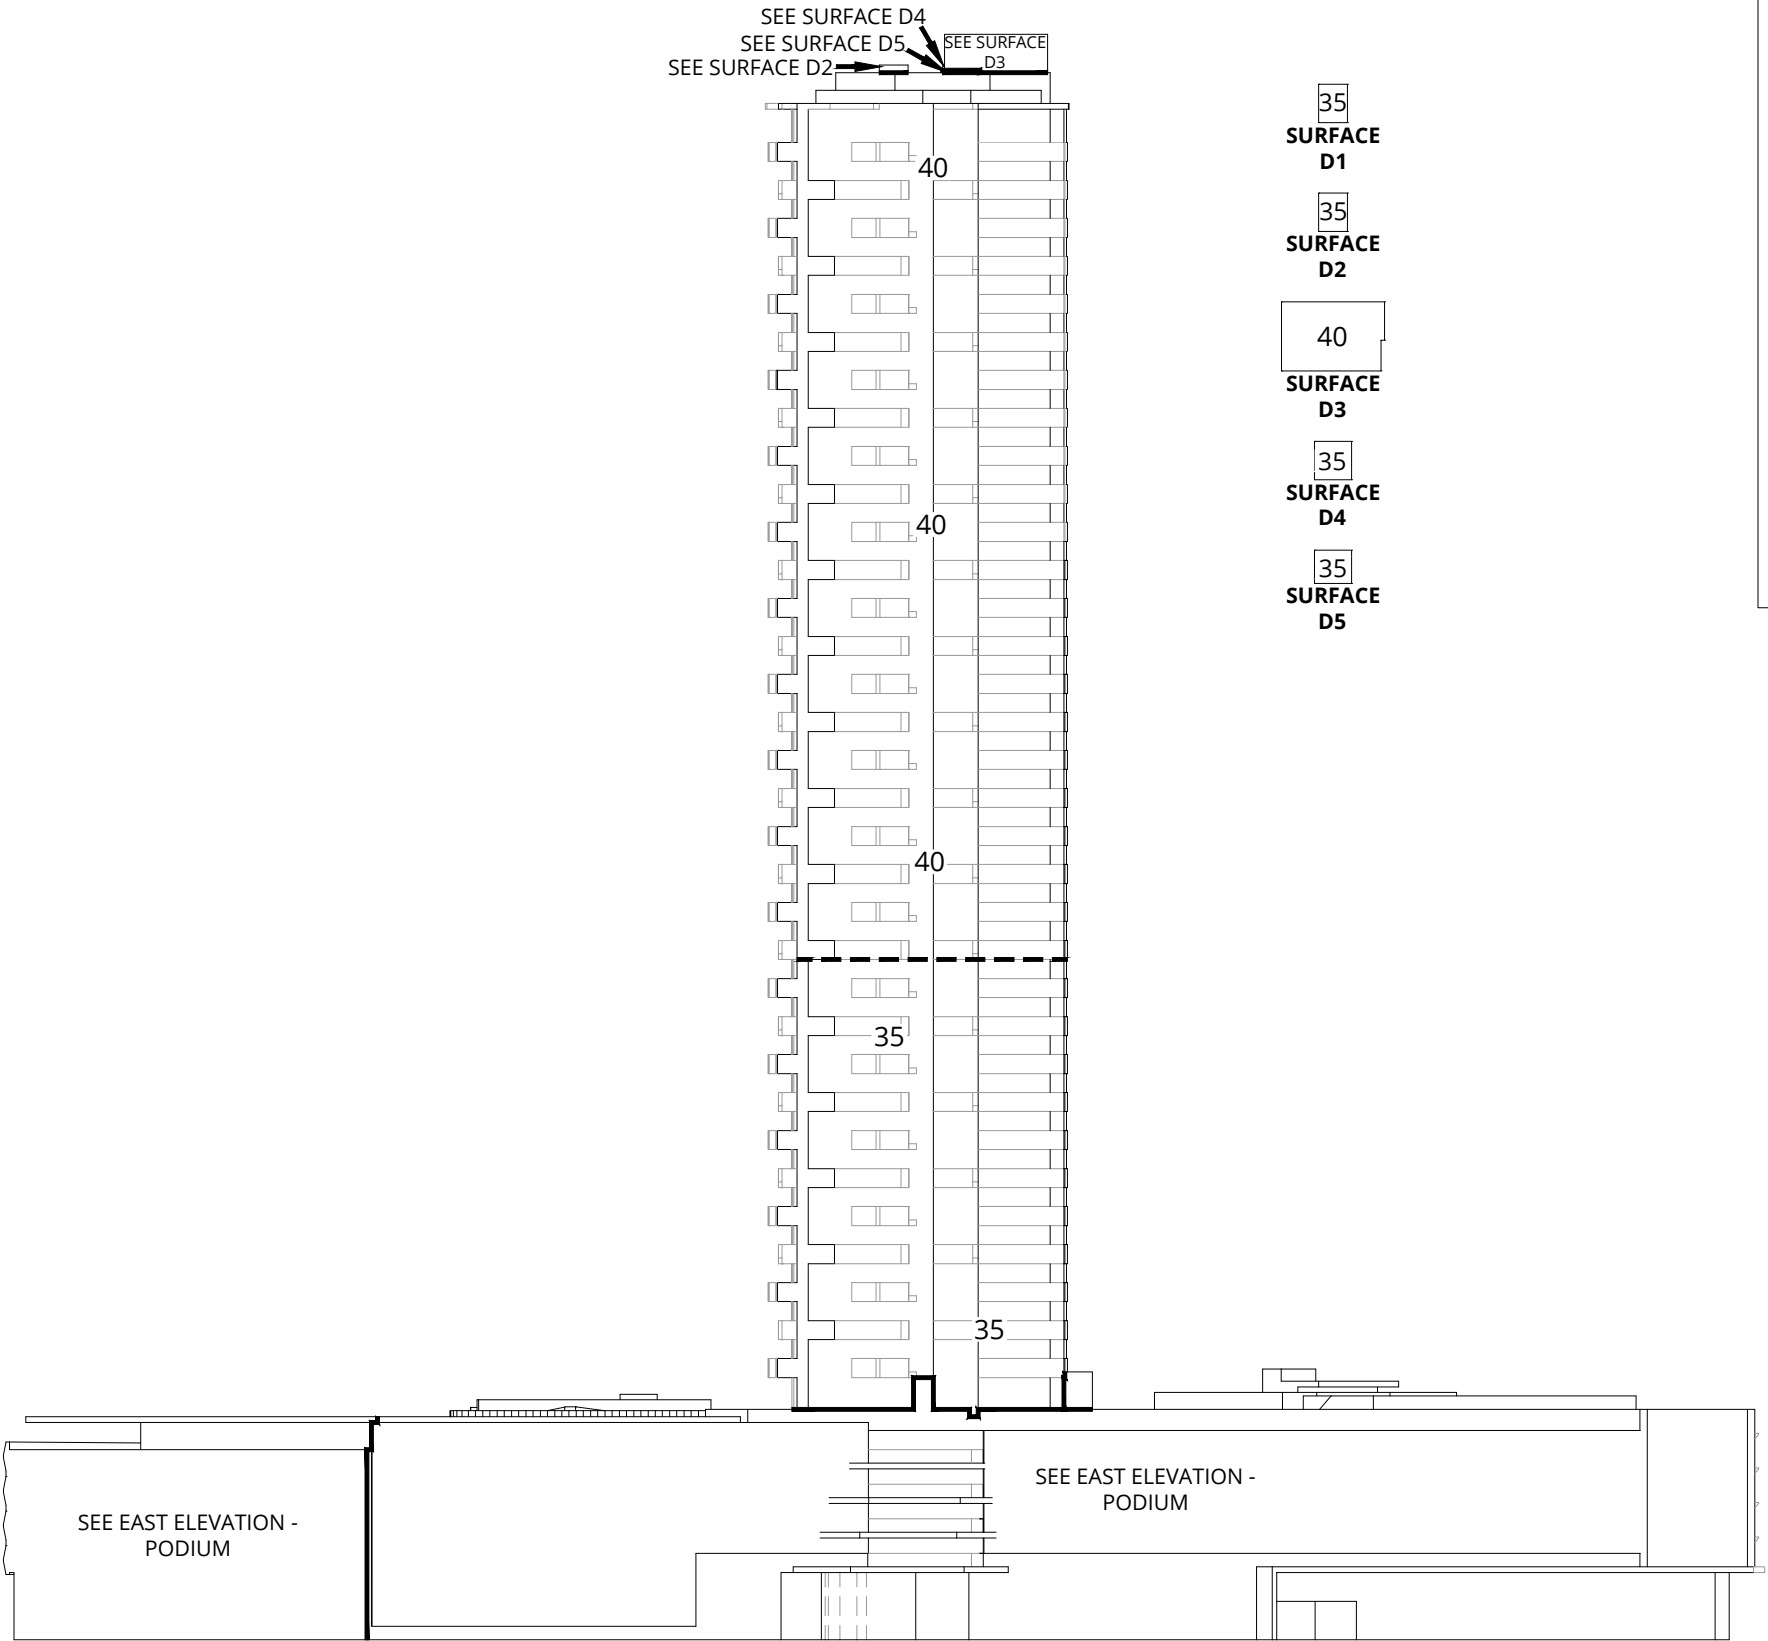 SEE SURFACE D4
SEE SURFACE D5
SEE SURFACE D2
SEE SURFACE
D3
40
40
40
35
35
35
SURFACE
D1
35
SURFACE
D2
40
SURFACE
D3
35
SURFACE
D4
35
SURFACE
D5
SEE EAST ELEVATION -
PODIUM
SEE EAST ELEVATION -
PODIUM